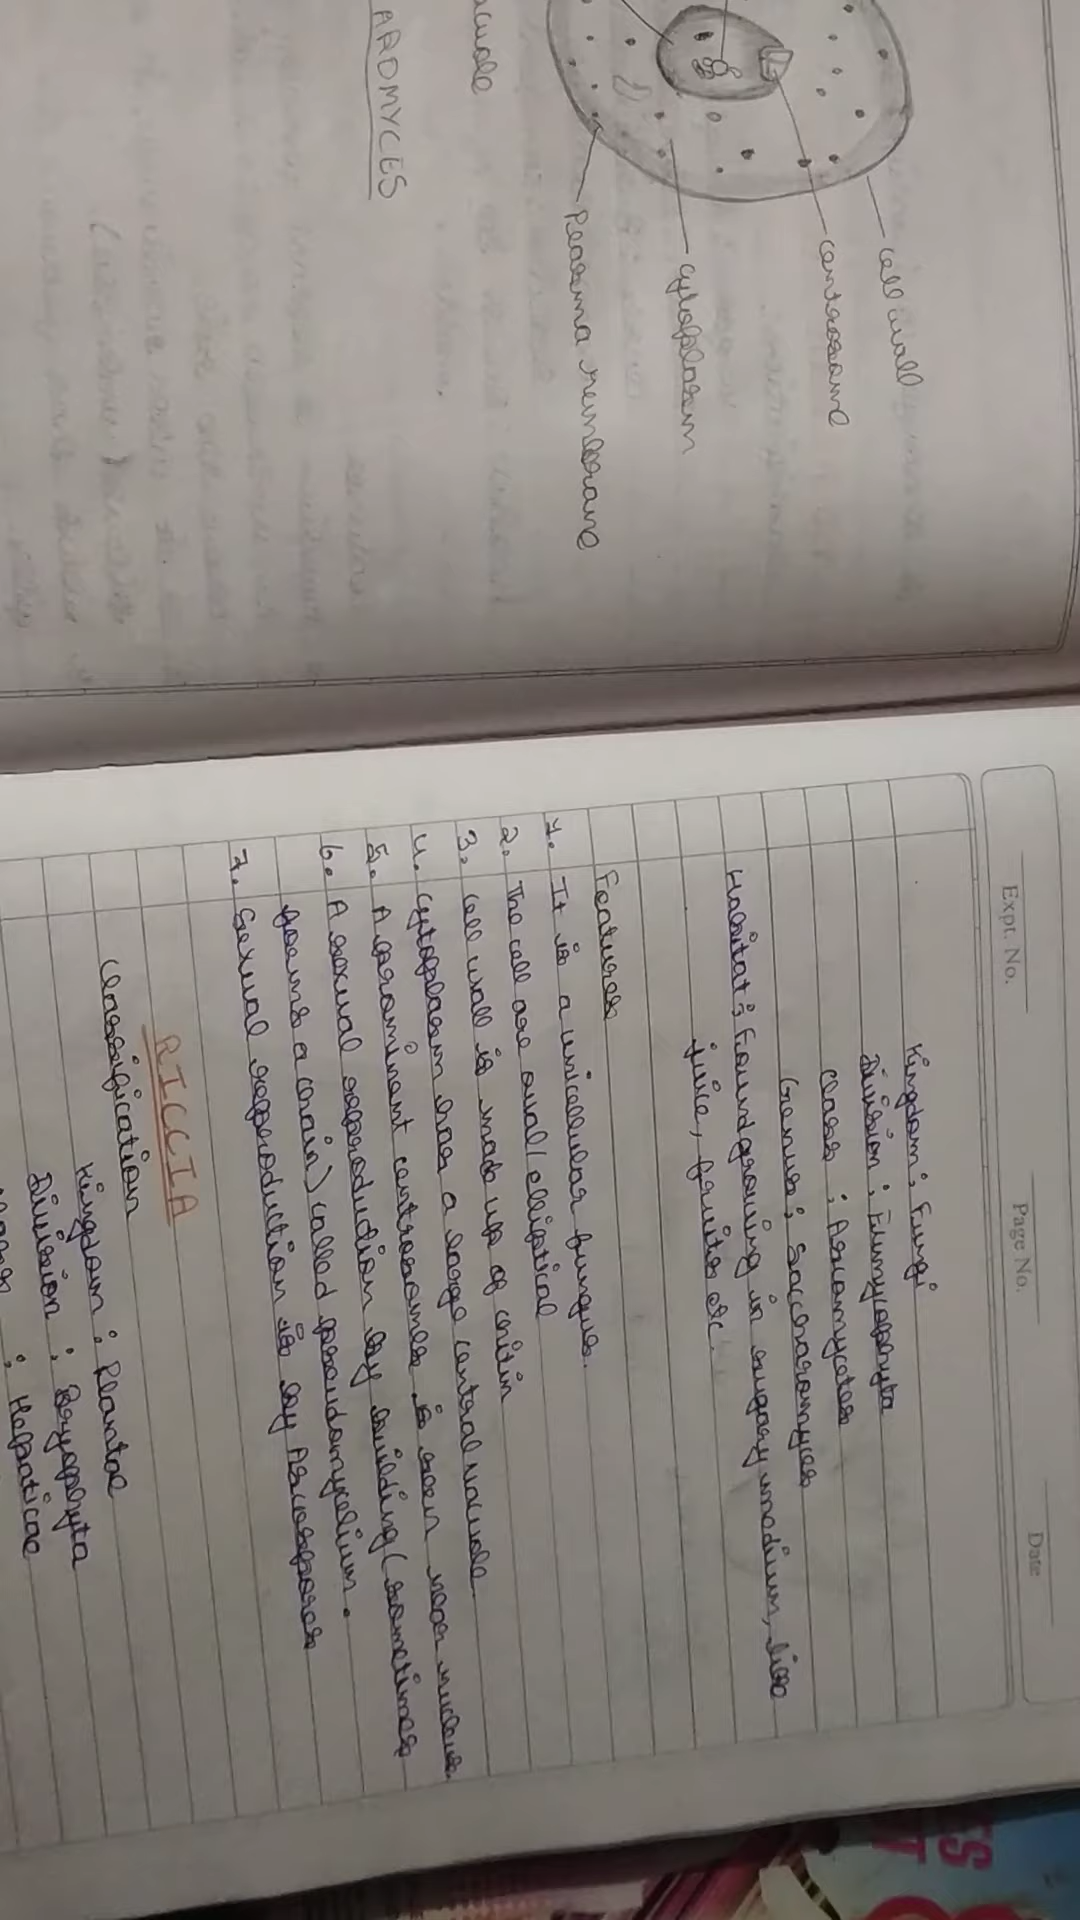 cell wall
centrosome
cytoplasm
Plasma membrane
acuole
AROMYCES
Expt. No.
Page No.
Date
Kingdom : Fungi
Division : Eumycophyta
Class : Ascomycetes
Genus : Saccharomyces
Habitat : Found growing in sugary medium, like
juice, fruits etc.
Features
1. It is a unicellular fungus.
2. The cell are oval/elliptical
3. Cell wall is made up of chitin
4. Cytoplasm has a large central vacuole
5. A prominent centrosomes is seen near nucleus.
6. Asexual reproduction by budding (sometimes
forms a chain) called pseudomycelium.
7. Sexual reproduction is by Ascospores
RICCIA
Classification
Kingdom : Plantae
Division : Bryophyta
: Hepaticae